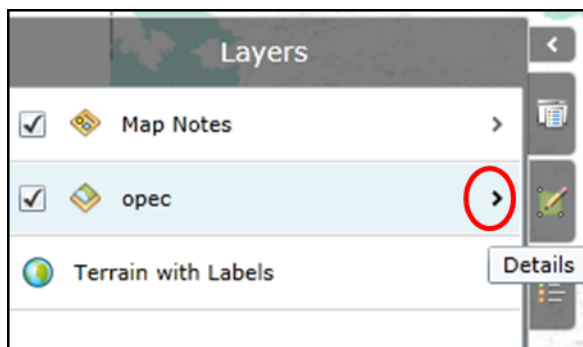 Layers
Map Notes
opec
Terrain with Labels
Details